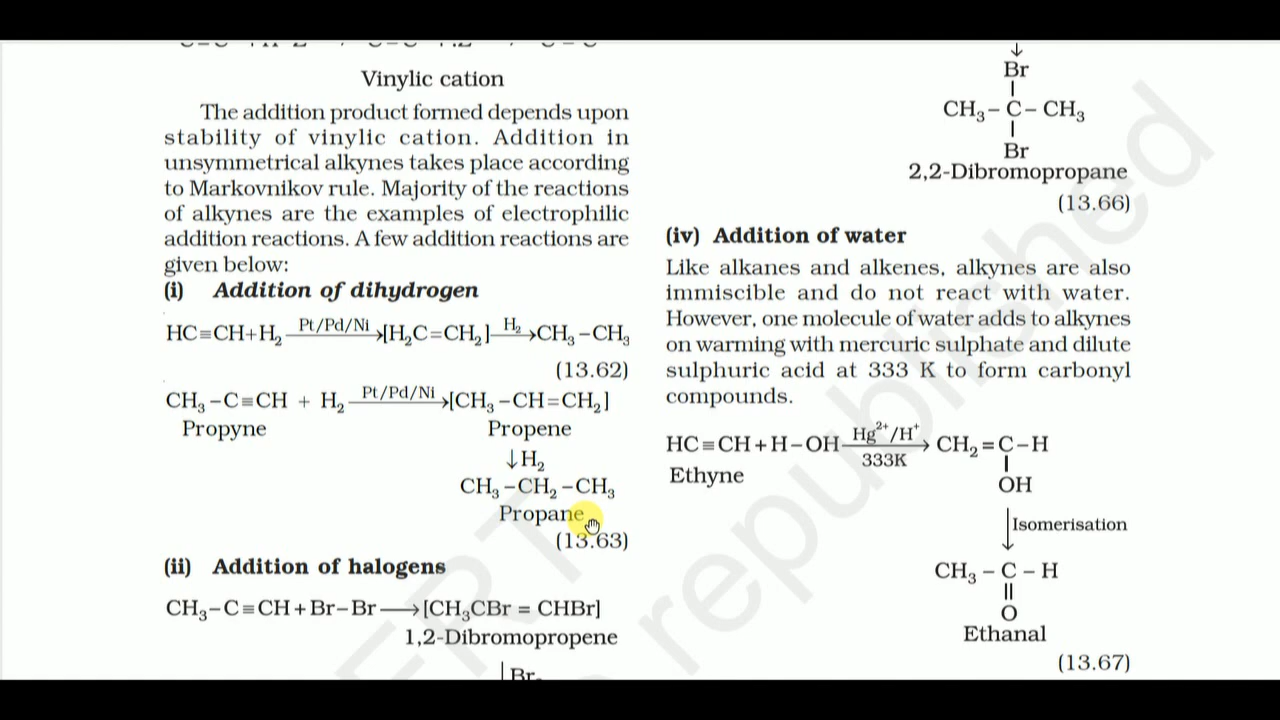 Vinylic cation
The addition product formed depends upon
stability of vinylic cation. Addition in
unsymmetrical alkynes takes place according
to Markovnikov rule. Majority of the reactions
of alkynes are the examples of electrophilic
addition reactions. A few addition reactions are
given below:
(i) Addition of dihydrogen
HC≡CH+H₂ —Pt/Pd/Ni→[H₂C=CH₂] —H₂→CH₃–CH₃
(13.62)
CH₃–C≡CH + H₂ —Pt/Pd/Ni→[CH₃–CH=CH₂]
Propyne Propene
↓H₂
CH₃–CH₂–CH₃
Propane
(13.63)
(ii) Addition of halogens
CH₃–C≡CH+Br–Br⟶[CH₃CBr = CHBr]
1,2-Dibromopropene
↓
Br
|
CH₃–C–CH₃
|
Br
2,2-Dibromopropane
(13.66)
(iv) Addition of water
Like alkanes and alkenes, alkynes are also
immiscible and do not react with water.
However, one molecule of water adds to alkynes
on warming with mercuric sulphate and dilute
sulphuric acid at 333 K to form carbonyl
compounds.
HC≡CH+H–OH —Hg²⁺/H⁺ 333K→ CH₂=C–H
Ethyne |
OH
↓Isomerisation
CH₃–C–H
||
O
Ethanal
(13.67)